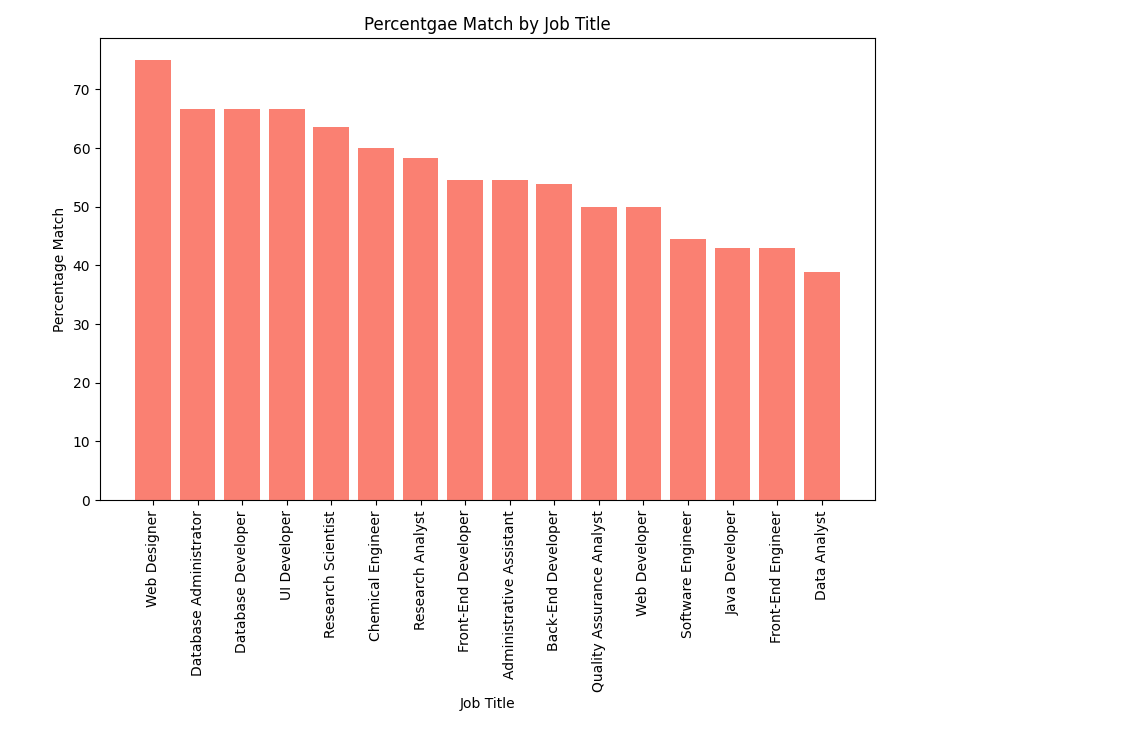 Percentgae Match by Job Title
Percentage Match
70
60
50
40
30
20
10
0
Web Designer
Database Administrator
Database Developer
UI Developer
Research Scientist
Chemical Engineer
Research Analyst
Front-End Developer
Administrative Assistant
Back-End Developer
Quality Assurance Analyst
Web Developer
Software Engineer
Java Developer
Front-End Engineer
Data Analyst
Job Title